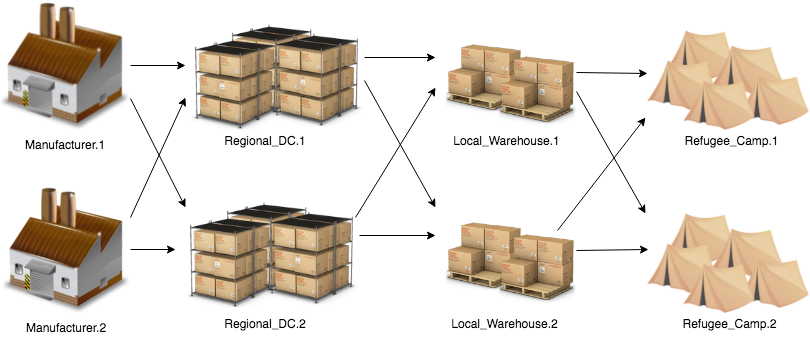 Manufacturer.1
Regional_DC.1
Local_Warehouse.1
Refugee_Camp.1
Manufacturer.2
Regional_DC.2
Local_Warehouse.2
Refugee_Camp.2